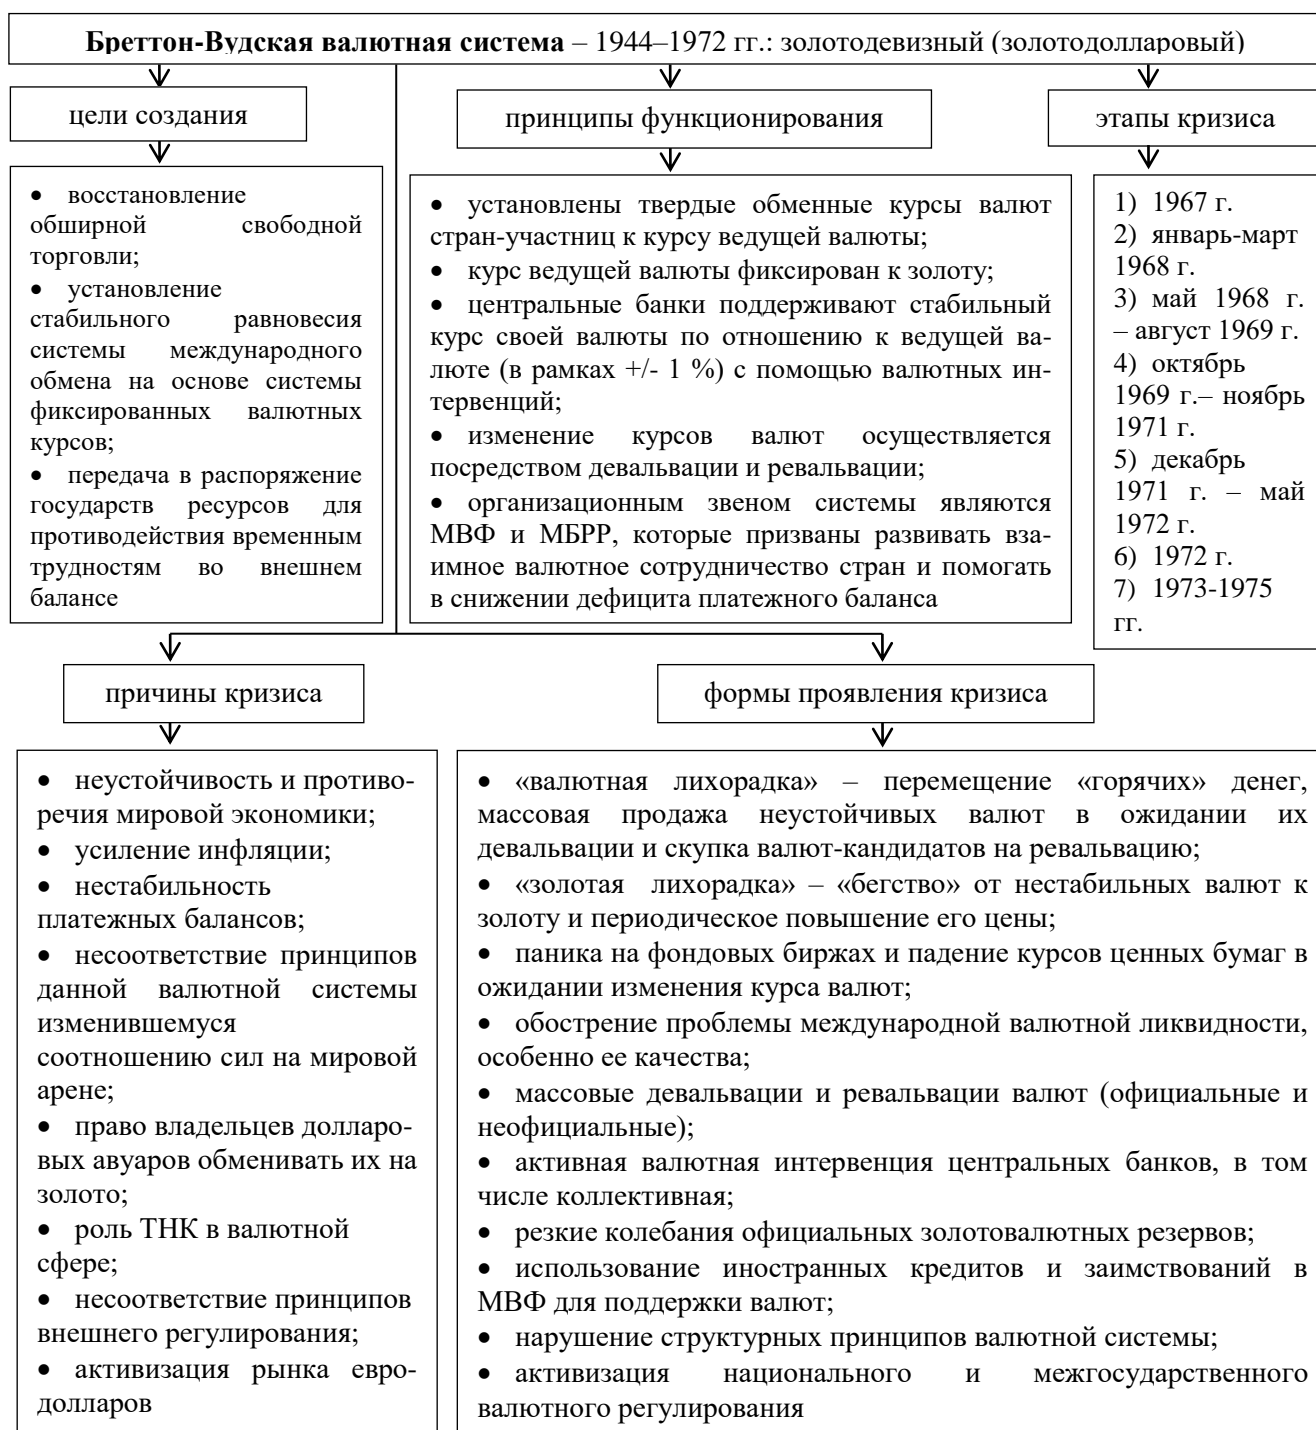 Бреттон-Вудская валютная система – 1944–1972 гг.: золотодевизный (золотодолларовый)
цели создания
принципы функционирования
этапы кризиса
• восстановление
обширной свободной
торговли;
• установление
стабильного равновесия
системы международного
обмена на основе системы
фиксированных валютных
курсов;
• передача в распоряжение
государств ресурсов для
противодействия временным
трудностям во внешнем
балансе
• установлены твердые обменные курсы валют
стран-участниц к курсу ведущей валюты;
• курс ведущей валюты фиксирован к золоту;
• центральные банки поддерживают стабильный
курс своей валюты по отношению к ведущей ва-
люте (в рамках +/- 1 %) с помощью валютных ин-
тервенций;
• изменение курсов валют осуществляется
посредством девальвации и ревальвации;
• организационным звеном системы являются
МВФ и МБРР, которые призваны развивать вза-
имное валютное сотрудничество стран и помогать
в снижении дефицита платежного баланса
1) 1967 г.
2) январь-март
1968 г.
3) май 1968 г.
– август 1969 г.
4) октябрь
1969 г.– ноябрь
1971 г.
5) декабрь
1971 г. – май
1972 г.
6) 1972 г.
7) 1973-1975
гг.
причины кризиса
формы проявления кризиса
• неустойчивость и противо-
речия мировой экономики;
• усиление инфляции;
• нестабильность
платежных балансов;
• несоответствие принципов
данной валютной системы
изменившемуся
соотношению сил на мировой
арене;
• право владельцев долларо-
вых авуаров обменивать их на
золото;
• роль ТНК в валютной
сфере;
• несоответствие принципов
внешнего регулирования;
• активизация рынка евро-
долларов
• «валютная лихорадка» – перемещение «горячих» денег,
массовая продажа неустойчивых валют в ожидании их
девальвации и скупка валют-кандидатов на ревальвацию;
• «золотая лихорадка» – «бегство» от нестабильных валют к
золоту и периодическое повышение его цены;
• паника на фондовых биржах и падение курсов ценных бумаг в
ожидании изменения курса валют;
• обострение проблемы международной валютной ликвидности,
особенно ее качества;
• массовые девальвации и ревальвации валют (официальные и
неофициальные);
• активная валютная интервенция центральных банков, в том
числе коллективная;
• резкие колебания официальных золотовалютных резервов;
• использование иностранных кредитов и заимствований в
МВФ для поддержки валют;
• нарушение структурных принципов валютной системы;
• активизация национального и межгосударственного
валютного регулирования